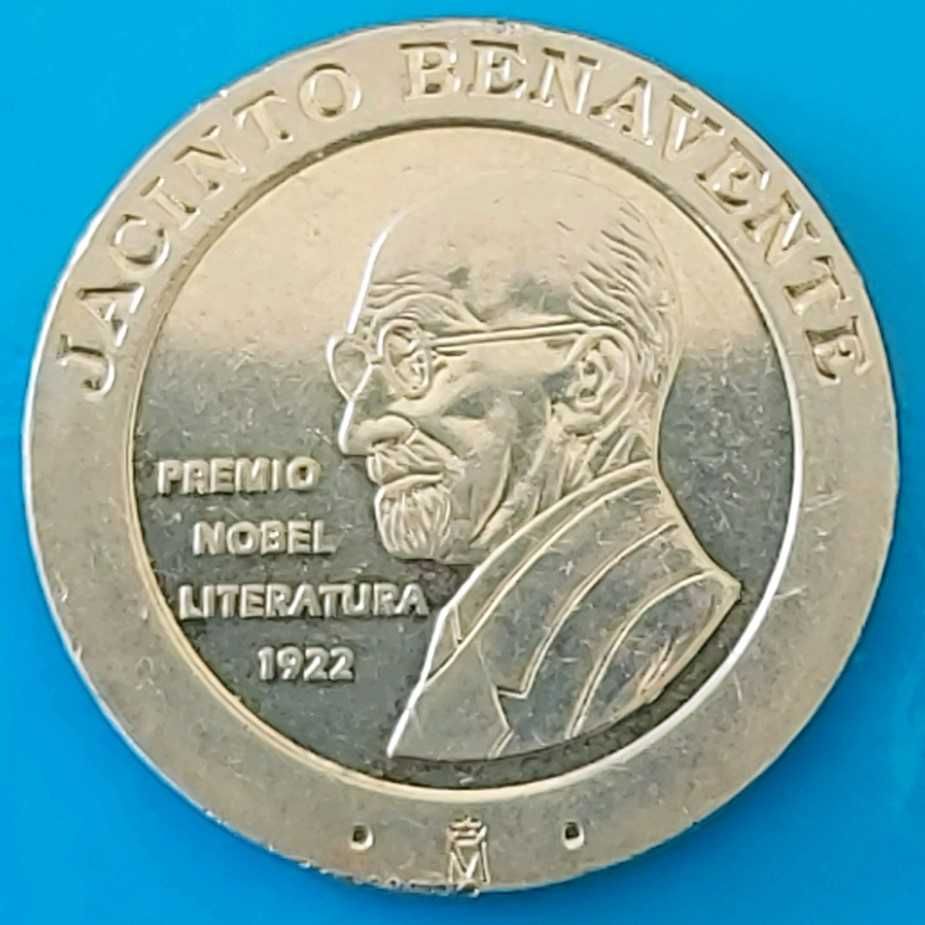 JACINTO BENAVENTE
PREMIO
NOBEL
LITERATURA
1922
M